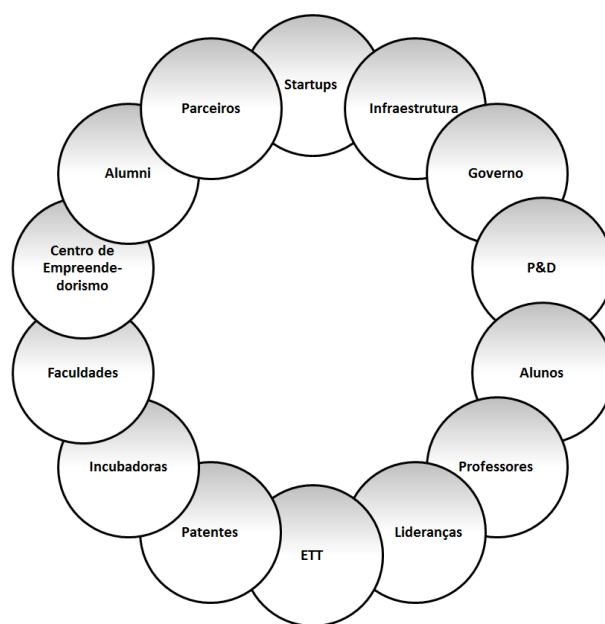 Startups
Infraestrutura
Governo
P&D
Alunos
Professores
Lideranças
ETT
Patentes
Incubadoras
Faculdades
Centro de
Empreende-
dorismo
Alumni
Parceiros